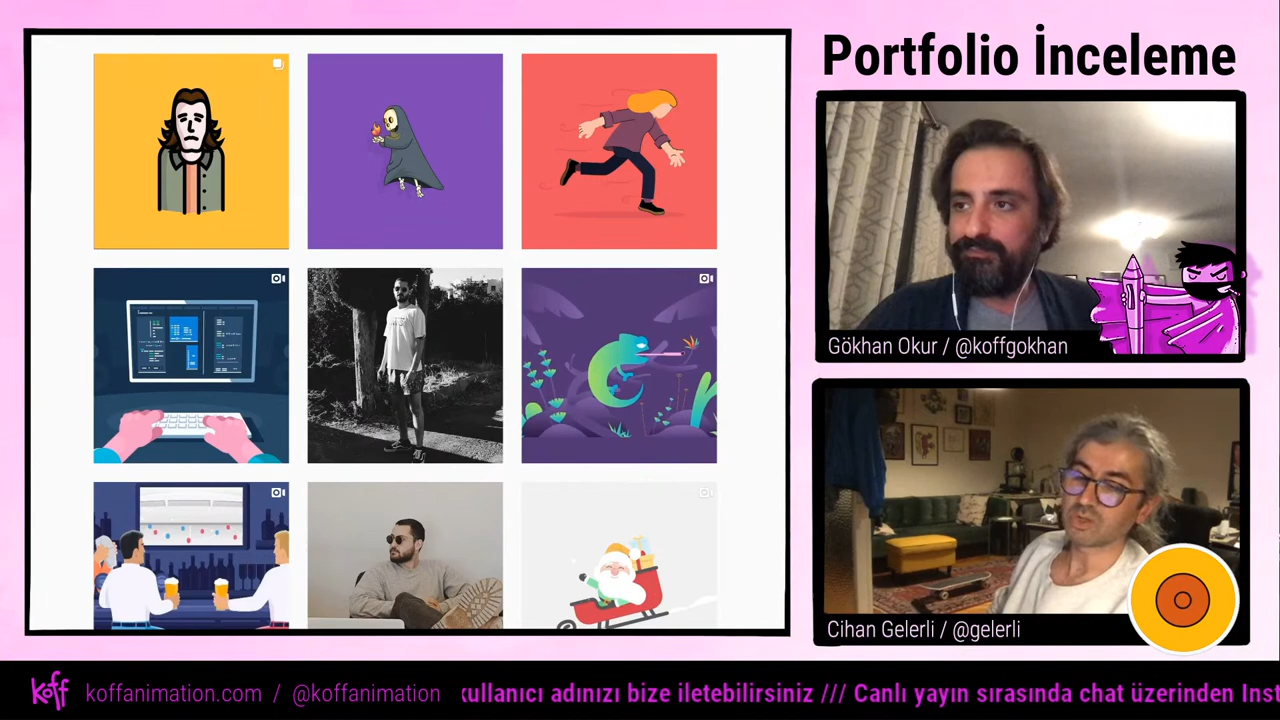 Portfolio İnceleme
Gökhan Okur / @koffgokhan
Cihan Gelerli / @gelerli
koff koffanimation.com / @koffanimation kullanıcı adınızı bize iletebilirsiniz /// Canlı yayın sırasında chat üzerinden Inst